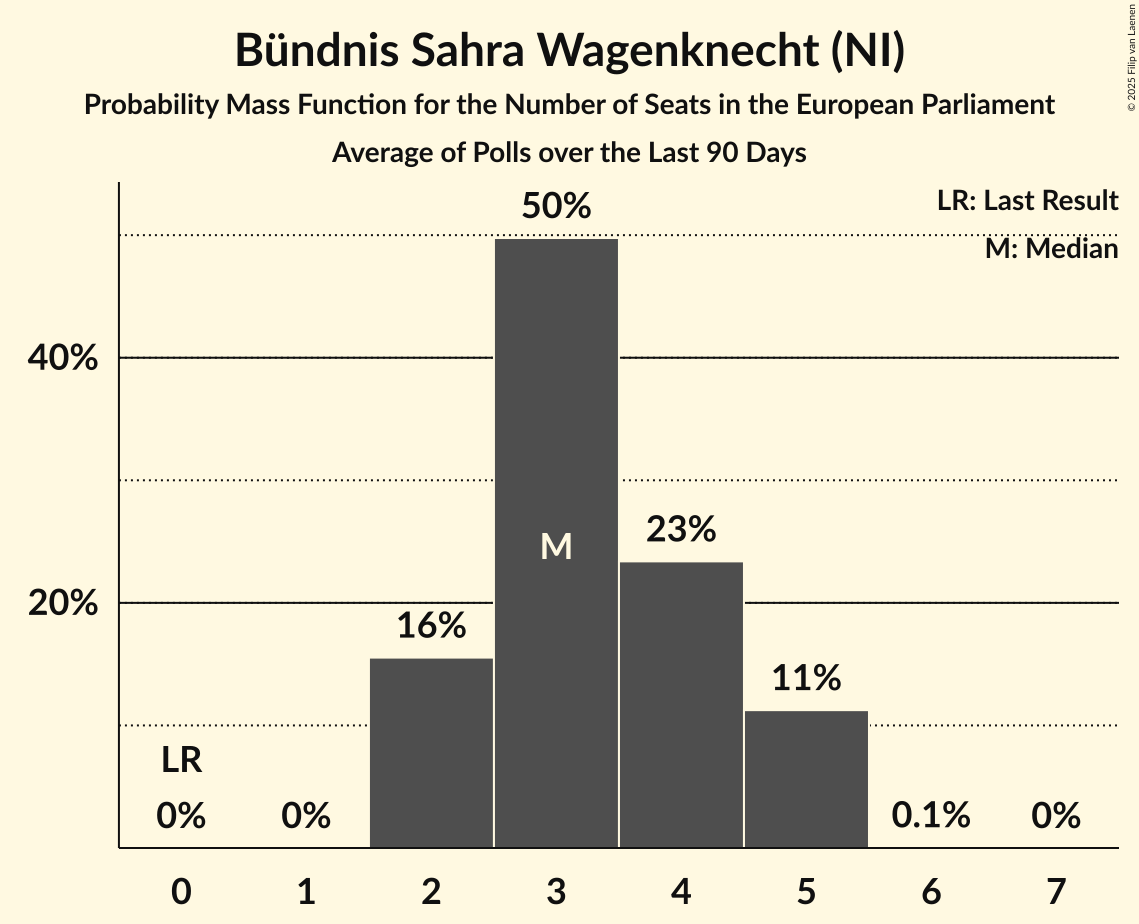 Bündnis Sahra Wagenknecht (NI)
Probability Mass Function for the Number of Seats in the European Parliament
Average of Polls over the Last 90 Days
© 2025 Filip van Laenen
LR: Last Result
M: Median
50%
40%
23%
M
20%
16%
11%
LR
0%
0%
0.1%
0%
0 1 2 3 4 5 6 7